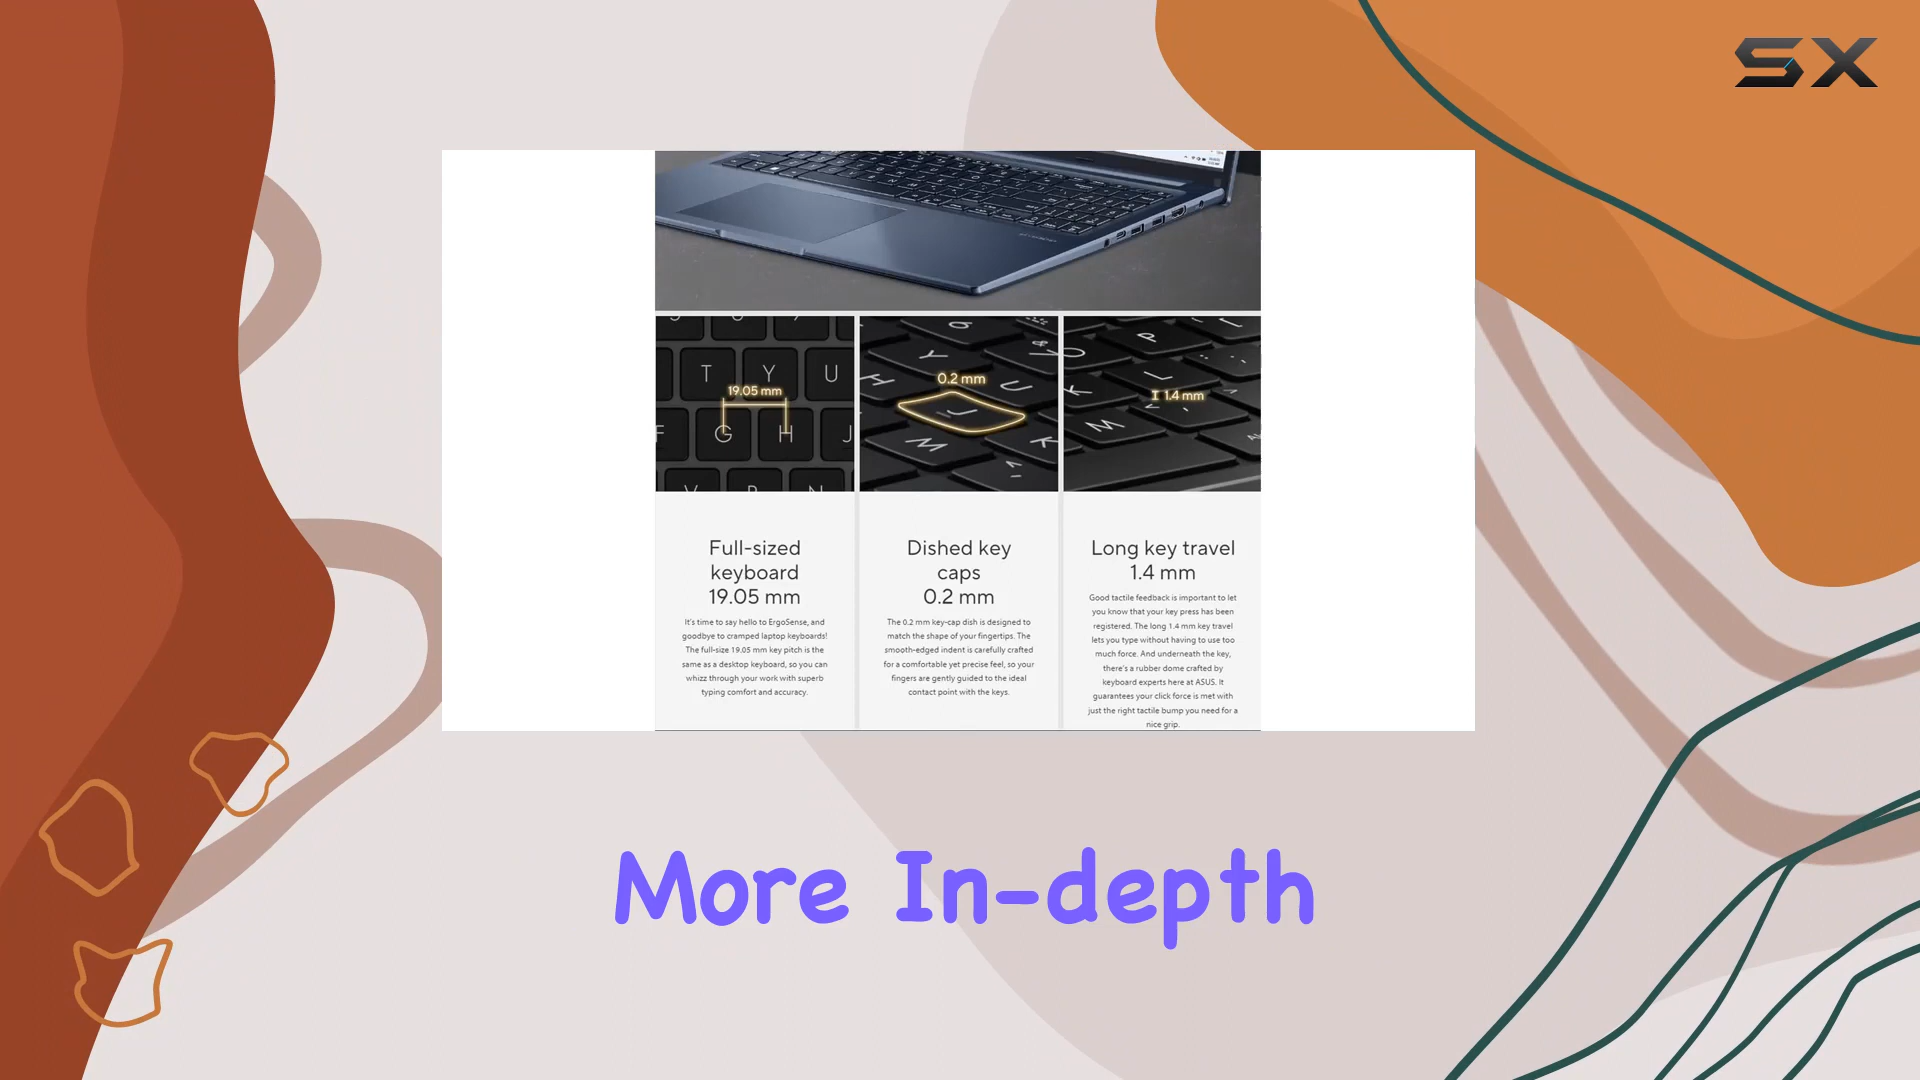 SX
T Y U
19.05 mm
F G H J
0.2 mm
Y U
H J
M K
1.4 mm
P
K L
M
Full-sized
keyboard
19.05 mm
It's time to say hello to ErgoSense, and
goodbye to cramped laptop keyboards!
The full-size 19.05 mm key pitch is the
same as a desktop keyboard, so you can
whizz through your work with superb
typing comfort and accuracy.
Dished key
caps
0.2 mm
The 0.2 mm key-cap dish is designed to
match the shape of your fingertips. The
smooth-edged indent is carefully crafted
for a comfortable yet precise feel, so your
fingers are gently guided to the ideal
contact point with the keys.
Long key travel
1.4 mm
Good tactile feedback is important to let
you know that your key press has been
registered. The long 1.4 mm key travel
lets you type without having to use too
much force. And underneath the key,
there's a rubber dome crafted by
keyboard experts here at ASUS. It
guarantees your click force is met with
just the right tactile bump you need for a
nice grip.
More In-depth